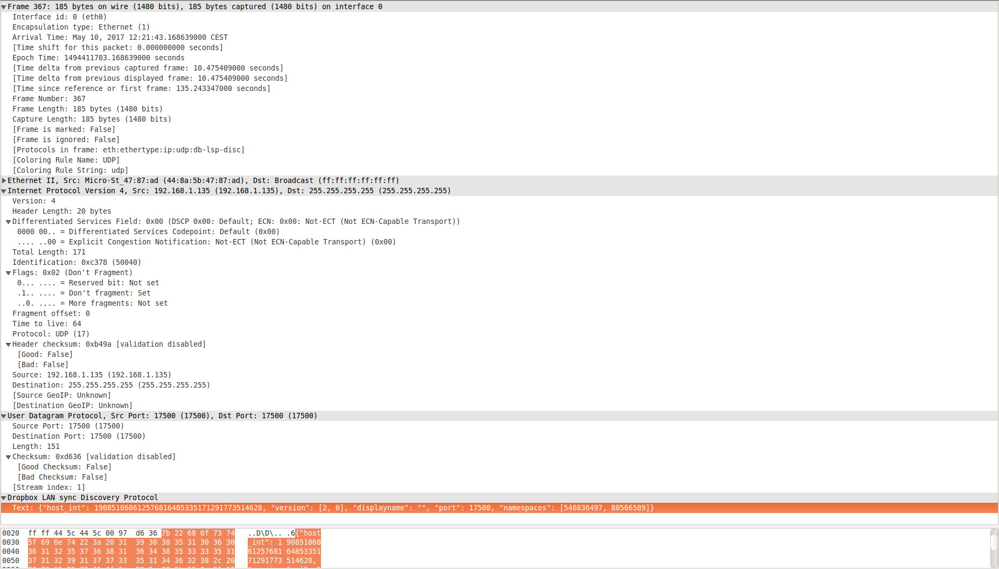 Frame 367: 185 bytes on wire (1480 bits), 185 bytes captured (1480 bits) on interface 0
Interface id: 0 (eth0)
Encapsulation type: Ethernet (1)
Arrival Time: May 10, 2017 12:21:43.168639000 CEST
[Time shift for this packet: 0.000000000 seconds]
Epoch Time: 1494411703.168639000 seconds
[Time delta from previous captured frame: 10.475409000 seconds]
[Time delta from previous displayed frame: 10.475409000 seconds]
[Time since reference or first frame: 135.243347000 seconds]
Frame Number: 367
Frame Length: 185 bytes (1480 bits)
Capture Length: 185 bytes (1480 bits)
[Frame is marked: False]
[Frame is ignored: False]
[Protocols in frame: eth:ethertype:ip:udp:db-lsp-disc]
[Coloring Rule Name: UDP]
[Coloring Rule String: udp]
Ethernet II, Src: Micro-St_47:87:ad (44:8a:5b:47:87:ad), Dst: Broadcast (ff:ff:ff:ff:ff:ff)
Internet Protocol Version 4, Src: 192.168.1.135 (192.168.1.135), Dst: 255.255.255.255 (255.255.255.255)
Version: 4
Header Length: 20 bytes
Differentiated Services Field: 0x00 (DSCP 0x00: Default; ECN: 0x00: Not-ECT (Not ECN-Capable Transport))
0000 00.. = Differentiated Services Codepoint: Default (0x00)
.... ..00 = Explicit Congestion Notification: Not-ECT (Not ECN-Capable Transport) (0x00)
Total Length: 171
Identification: 0xc378 (50040)
Flags: 0x02 (Don't Fragment)
0... .... = Reserved bit: Not set
.1.. .... = Don't fragment: Set
..0. .... = More fragments: Not set
Fragment offset: 0
Time to live: 64
Protocol: UDP (17)
Header checksum: 0xb49a [validation disabled]
[Good: False]
[Bad: False]
Source: 192.168.1.135 (192.168.1.135)
Destination: 255.255.255.255 (255.255.255.255)
[Source GeoIP: Unknown]
[Destination GeoIP: Unknown]
User Datagram Protocol, Src Port: 17500 (17500), Dst Port: 17500 (17500)
Source Port: 17500 (17500)
Destination Port: 17500 (17500)
Length: 151
Checksum: 0xd636 [validation disabled]
[Good Checksum: False]
[Bad Checksum: False]
[Stream index: 1]
Dropbox LAN sync Discovery Protocol
Text: {"host_int": 190851060612576816485335171291773514628, "version": [2, 0], "displayname": "", "port": 17500, "namespaces": [546836497, 80566589]}
0020 ff ff 44 5c 44 5c 00 97 d6 36 7b 22 68 6f 73 74 ..D\D\.. .6{"host
0030 5f 69 6e 74 22 3a 20 31 39 30 38 35 31 30 36 30 _int": 1 90851060
0040 36 31 32 35 37 36 38 31 36 34 38 35 33 33 35 31 61257681 64853351
0050 37 31 32 39 31 37 37 33 35 31 34 36 32 38 2c 20 71291773 514628,